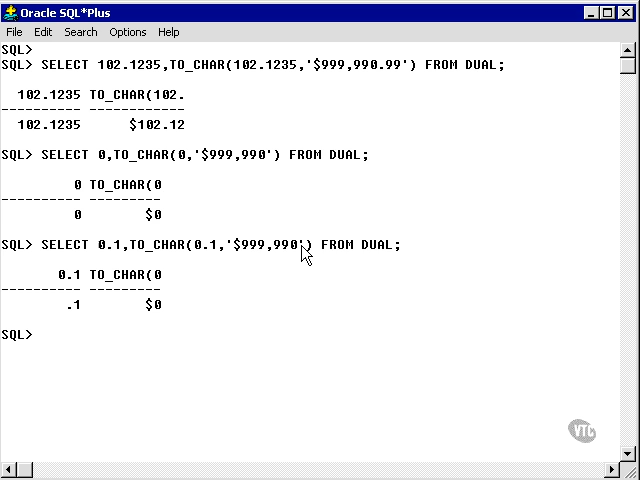 Oracle SQL*Plus
File Edit Search Options Help
SQL>
SQL> SELECT 102.1235,TO_CHAR(102.1235,'$999,990.99') FROM DUAL;
102.1235 TO_CHAR(102.
---------- ------------
102.1235 $102.12
SQL> SELECT 0,TO_CHAR(0,'$999,990') FROM DUAL;
0 TO_CHAR(0
---------- ---------
0 $0
SQL> SELECT 0.1,TO_CHAR(0.1,'$999,990') FROM DUAL;
0.1 TO_CHAR(0
---------- ---------
.1 $0
SQL>
VTC